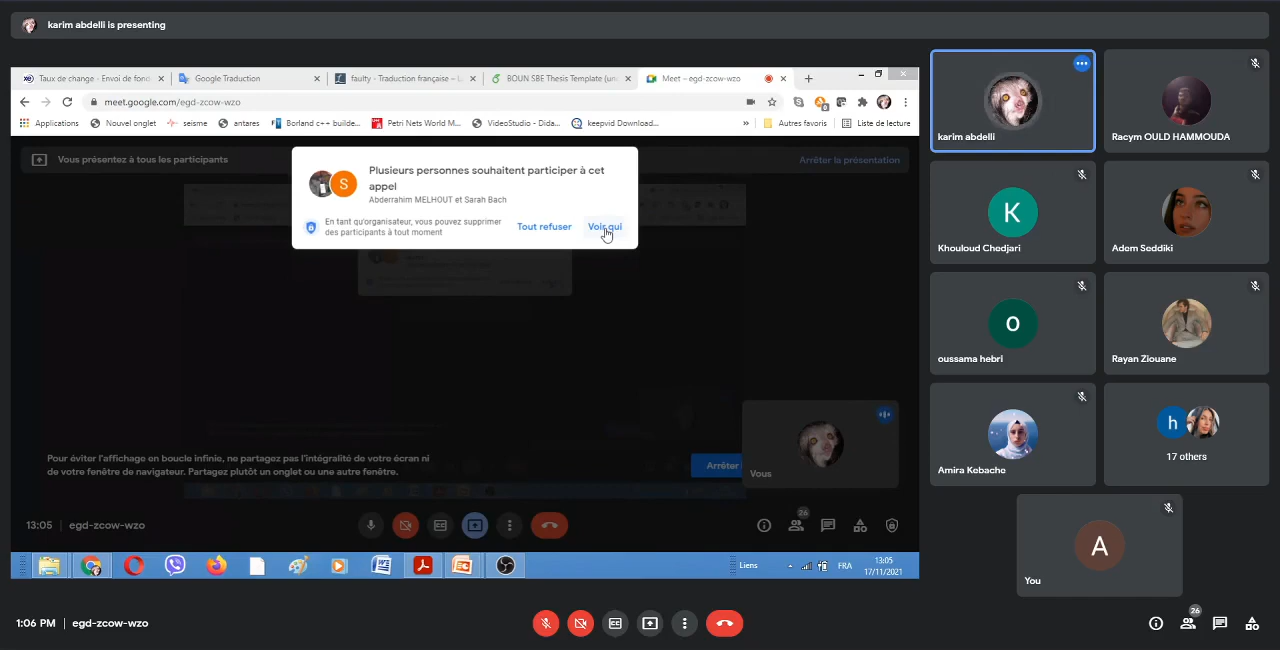 karim abdelli is presenting
Taux de change - Envoi de fond
Google Traduction
faulty - Traduction française – L
BOUN SBE Thesis Template (un
Meet – egd-zcow-wzo
meet.google.com/egd-zcow-wzo
Applications
Nouvel onglet
seisme
antares
Borland c++ builde...
Petri Nets World M...
VideoStudio - Dida...
keepvid Download...
»
Autres favoris
Liste de lecture
Vous présentez à tous les participants
Arrêter la présentation
Plusieurs personnes souhaitent participer à cet
appel
Abderrahim MELHOUT et Sarah Bach
En tant qu'organisateur, vous pouvez supprimer
des participants à tout moment
Tout refuser
Voir qui
S
Pour éviter l'affichage en boucle infinie, ne partagez pas l'intégralité de votre écran ni
de votre fenêtre de navigateur. Partagez plutôt un onglet ou une autre fenêtre.
Arrêter
Vous
13:05 | egd-zcow-wzo
26
Liens
FRA
13:05
17/11/2021
karim abdelli
Racym OULD HAMMOUDA
K
Khouloud Chedjari
Adem Seddiki
o
oussama hebri
Rayan Ziouane
Amira Kebache
h
17 others
A
You
1:06 PM | egd-zcow-wzo
26